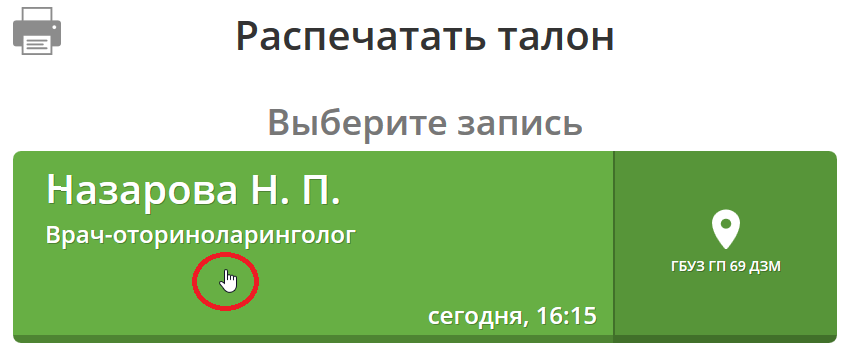 Распечатать талон
Выберите запись
Назарова Н. П.
Врач-оториноларинголог
сегодня, 16:15
ГБУЗ ГП 69 ДЗМ